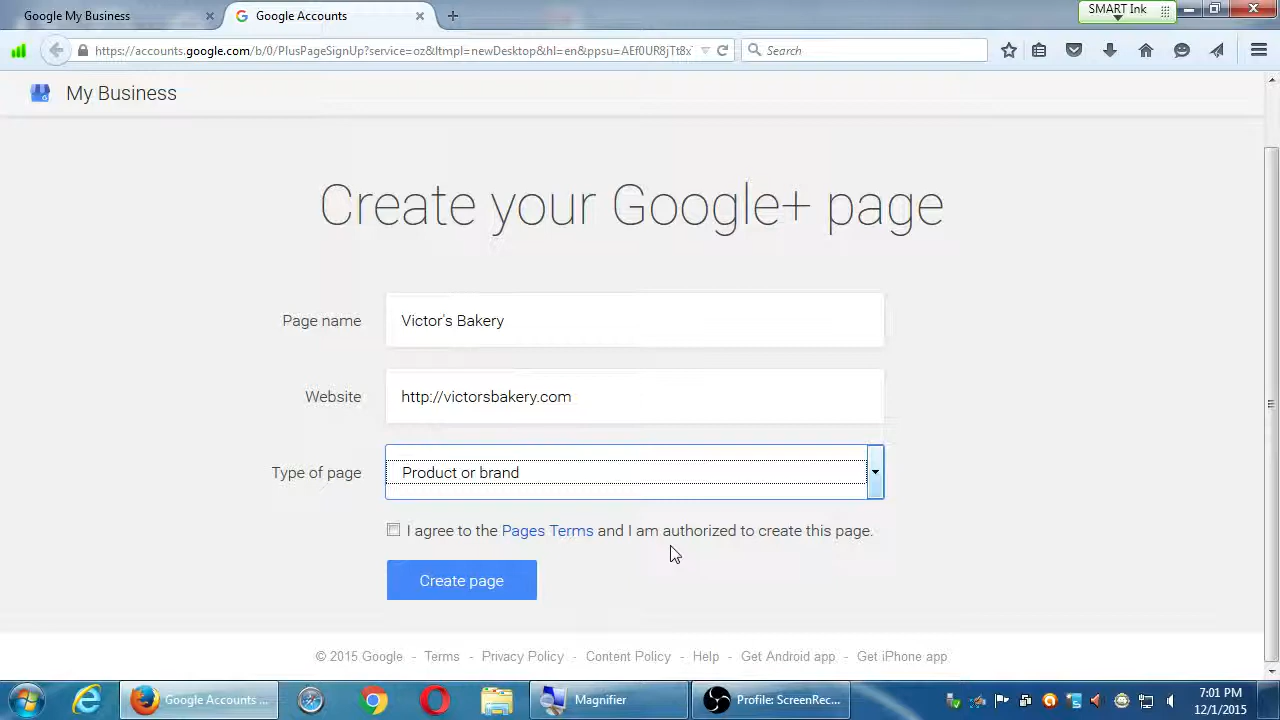 Google My Business
Google Accounts
SMART Ink
https://accounts.google.com/b/0/PlusPageSignUp?service=oz&ltmpl=newDesktop&hl=en&ppsu=AEf0UR8jTt8x
Search
My Business
Create your Google+ page
Page name
Victor's Bakery
Website
http://victorsbakery.com
Type of page
Product or brand
I agree to the Pages Terms and I am authorized to create this page.
Create page
© 2015 Google - Terms - Privacy Policy - Content Policy - Help - Get Android app - Get iPhone app
Google Accounts ...
Magnifier
Profile: ScreenRec...
7:01 PM
12/1/2015